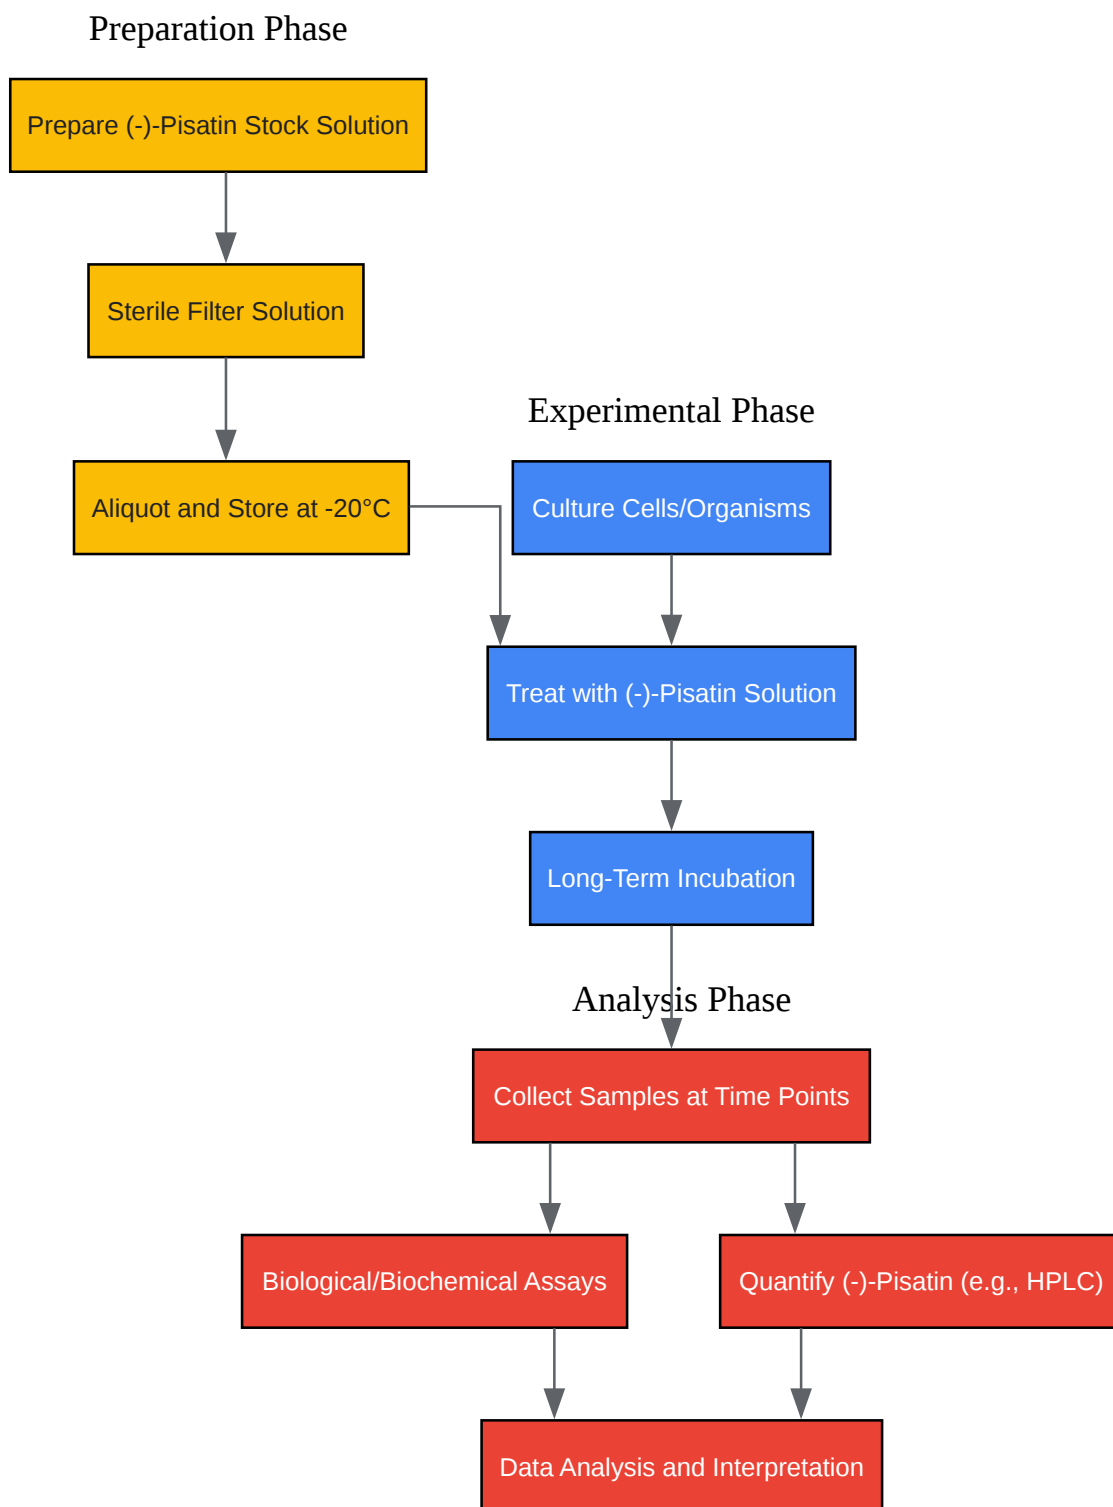 Preparation Phase
Prepare (-)-Pisatin Stock Solution
Sterile Filter Solution
Experimental Phase
Aliquot and Store at -20°C
Culture Cells/Organisms
Treat with (-)-Pisatin Solution
Long-Term Incubation
Analysis Phase
Collect Samples at Time Points
Biological/Biochemical Assays
Quantify (-)-Pisatin (e.g., HPLC)
Data Analysis and Interpretation